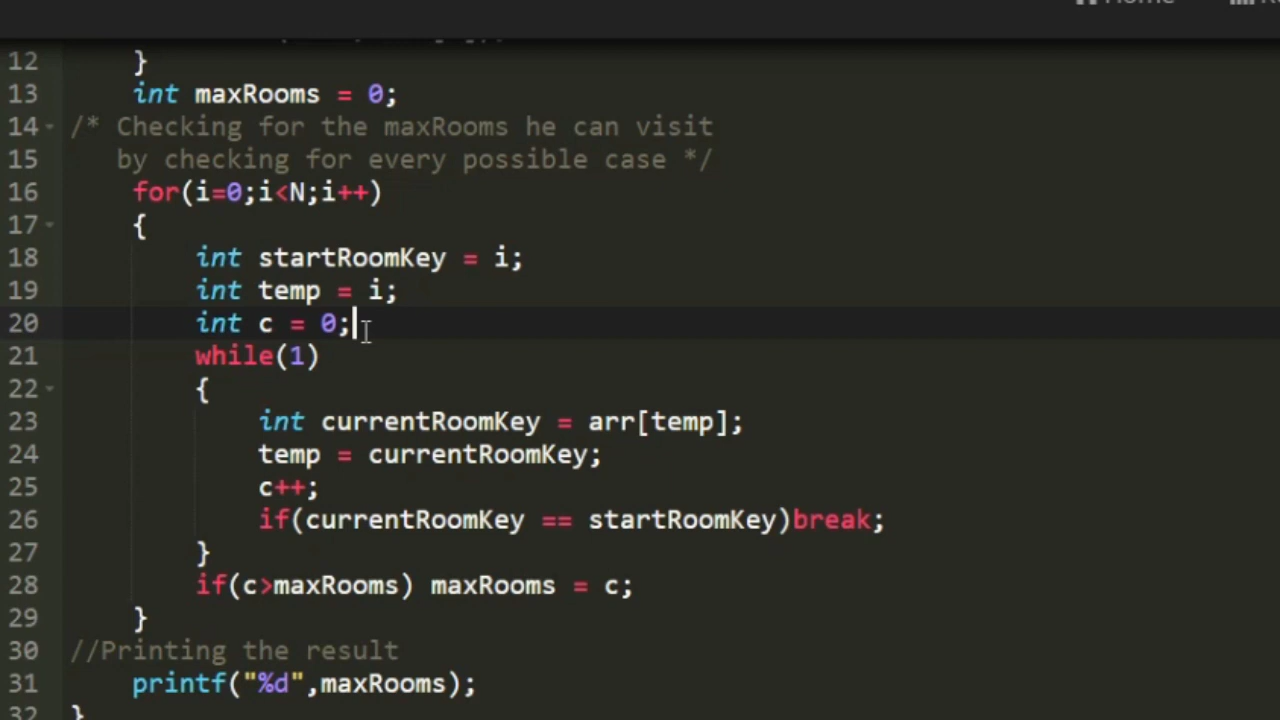 Home
12 }
13 int maxRooms = 0;
14 /* Checking for the maxRooms he can visit
15 by checking for every possible case */
16 for(i=0;i<N;i++)
17 {
18 int startRoomKey = i;
19 int temp = i;
20 int c = 0;
21 while(1)
22 {
23 int currentRoomKey = arr[temp];
24 temp = currentRoomKey;
25 c++;
26 if(currentRoomKey == startRoomKey)break;
27 }
28 if(c>maxRooms) maxRooms = c;
29 }
30 //Printing the result
31 printf("%d",maxRooms);
32 }